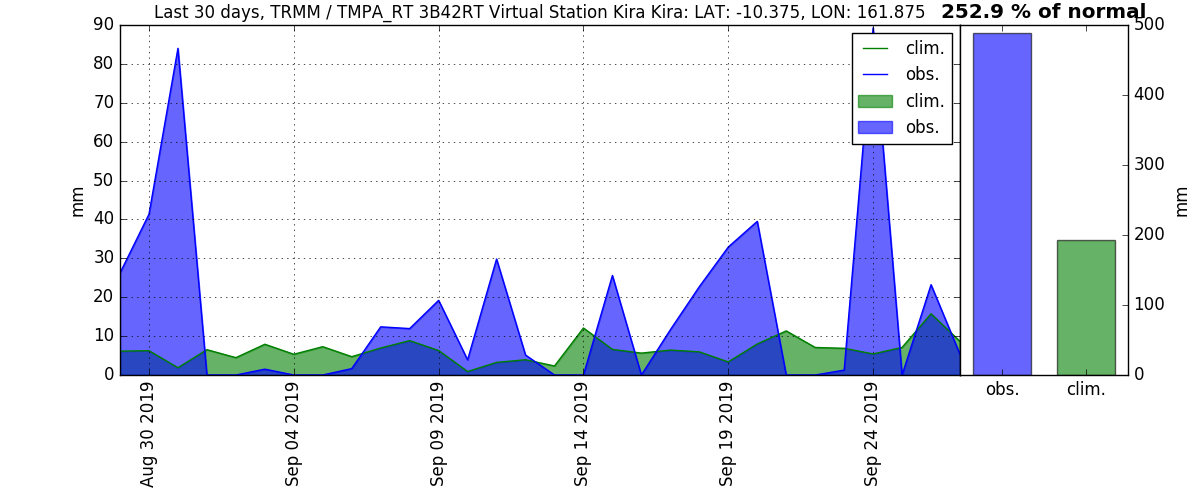 Last 30 days, TRMM / TMPA_RT 3B42RT Virtual Station Kira Kira: LAT: -10.375, LON: 161.875 252.9 % of normal
90
80
70
60
50
40
30
20
10
0
mm
clim.
obs.
clim.
obs.
Aug 30 2019
Sep 04 2019
Sep 09 2019
Sep 14 2019
Sep 19 2019
Sep 24 2019
500
400
300
200
100
0
mm
obs.
clim.